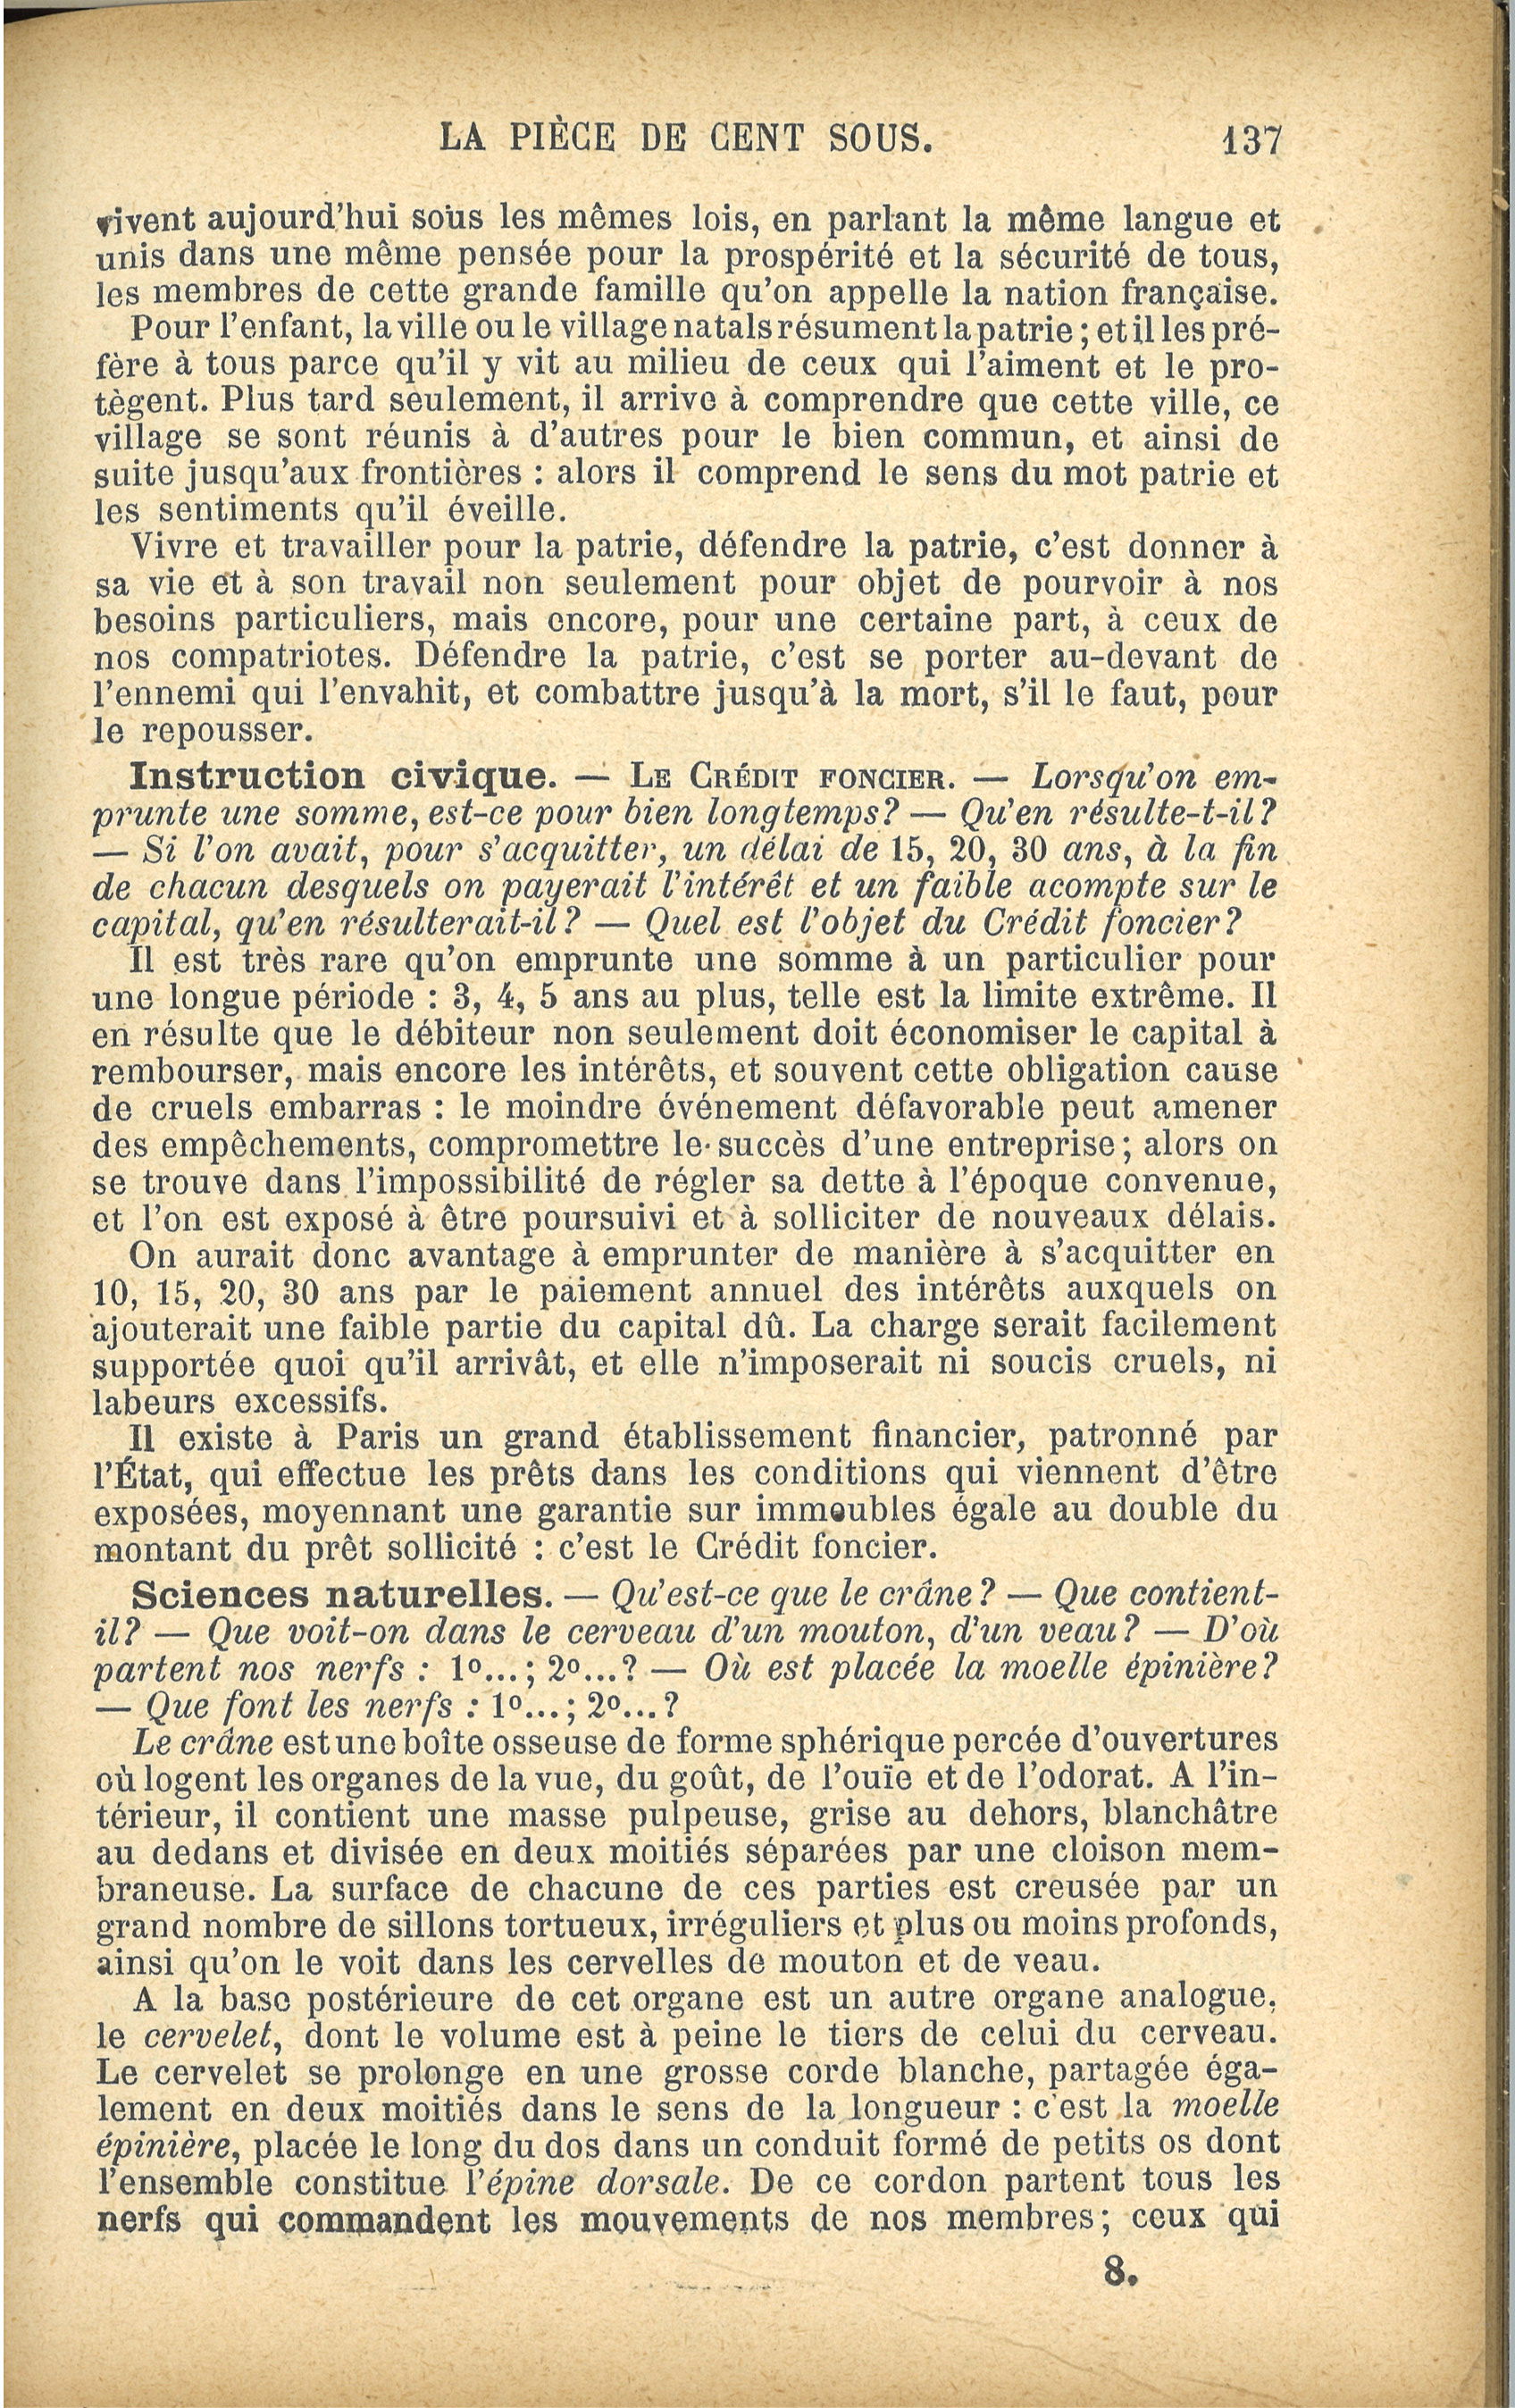 LA PIÈCE DE CENT SOUS. 137
vivent aujourd'hui sous les mêmes lois, en parlant la même langue et
unis dans une même pensée pour la prospérité et la sécurité de tous,
les membres de cette grande famille qu'on appelle la nation française.
Pour l'enfant, la ville ou le village natals résument la patrie ; et il les pré-
fère à tous parce qu'il y vit au milieu de ceux qui l'aiment et le pro-
tègent. Plus tard seulement, il arrive à comprendre que cette ville, ce
village se sont réunis à d'autres pour le bien commun, et ainsi de
suite jusqu'aux frontières : alors il comprend le sens du mot patrie et
les sentiments qu'il éveille.
Vivre et travailler pour la patrie, défendre la patrie, c'est donner à
sa vie et à son travail non seulement pour objet de pourvoir à nos
besoins particuliers, mais encore, pour une certaine part, à ceux de
nos compatriotes. Défendre la patrie, c'est se porter au-devant de
l'ennemi qui l'envahit, et combattre jusqu'à la mort, s'il le faut, pour
le repousser.
Instruction civique. — LE CRÉDIT FONCIER. — Lorsqu'on em-
prunte une somme, est-ce pour bien longtemps? — Qu'en résulte-t-il?
— Si l'on avait, pour s'acquitter, un délai de 15, 20, 30 ans, à la fin
de chacun desquels on payerait l'intérêt et un faible acompte sur le
capital, qu'en résulterait-il? — Quel est l'objet du Crédit foncier?
Il est très rare qu'on emprunte une somme à un particulier pour
une longue période : 3, 4, 5 ans au plus, telle est la limite extrême. Il
en résulte que le débiteur non seulement doit économiser le capital à
rembourser, mais encore les intérêts, et souvent cette obligation cause
de cruels embarras : le moindre événement défavorable peut amener
des empêchements, compromettre le succès d'une entreprise; alors on
se trouve dans l'impossibilité de régler sa dette à l'époque convenue,
et l'on est exposé à être poursuivi et à solliciter de nouveaux délais.
On aurait donc avantage à emprunter de manière à s'acquitter en
10, 15, 20, 30 ans par le paiement annuel des intérêts auxquels on
ajouterait une faible partie du capital dû. La charge serait facilement
supportée quoi qu'il arrivât, et elle n'imposerait ni soucis cruels, ni
labeurs excessifs.
Il existe à Paris un grand établissement financier, patronné par
l'État, qui effectue les prêts dans les conditions qui viennent d'être
exposées, moyennant une garantie sur immeubles égale au double du
montant du prêt sollicité : c'est le Crédit foncier.
Sciences naturelles. — Qu'est-ce que le crâne? — Que contient-
il? — Que voit-on dans le cerveau d'un mouton, d'un veau? — D'où
partent nos nerfs : 1o...; 2o...? — Où est placée la moelle épinière?
— Que font les nerfs : 1o...; 2o...?
Le crâne est une boîte osseuse de forme sphérique percée d'ouvertures
où logent les organes de la vue, du goût, de l'ouïe et de l'odorat. A l'in-
térieur, il contient une masse pulpeuse, grise au dehors, blanchâtre
au dedans et divisée en deux moitiés séparées par une cloison mem-
braneuse. La surface de chacune de ces parties est creusée par un
grand nombre de sillons tortueux, irréguliers et plus ou moins profonds,
ainsi qu'on le voit dans les cervelles de mouton et de veau.
A la base postérieure de cet organe est un autre organe analogue,
le cervelet, dont le volume est à peine le tiers de celui du cerveau.
Le cervelet se prolonge en une grosse corde blanche, partagée éga-
lement en deux moitiés dans le sens de la longueur : c'est la moelle
épinière, placée le long du dos dans un conduit formé de petits os dont
l'ensemble constitue l'épine dorsale. De ce cordon partent tous les
nerfs qui commandent les mouvements de nos membres; ceux qui
8.